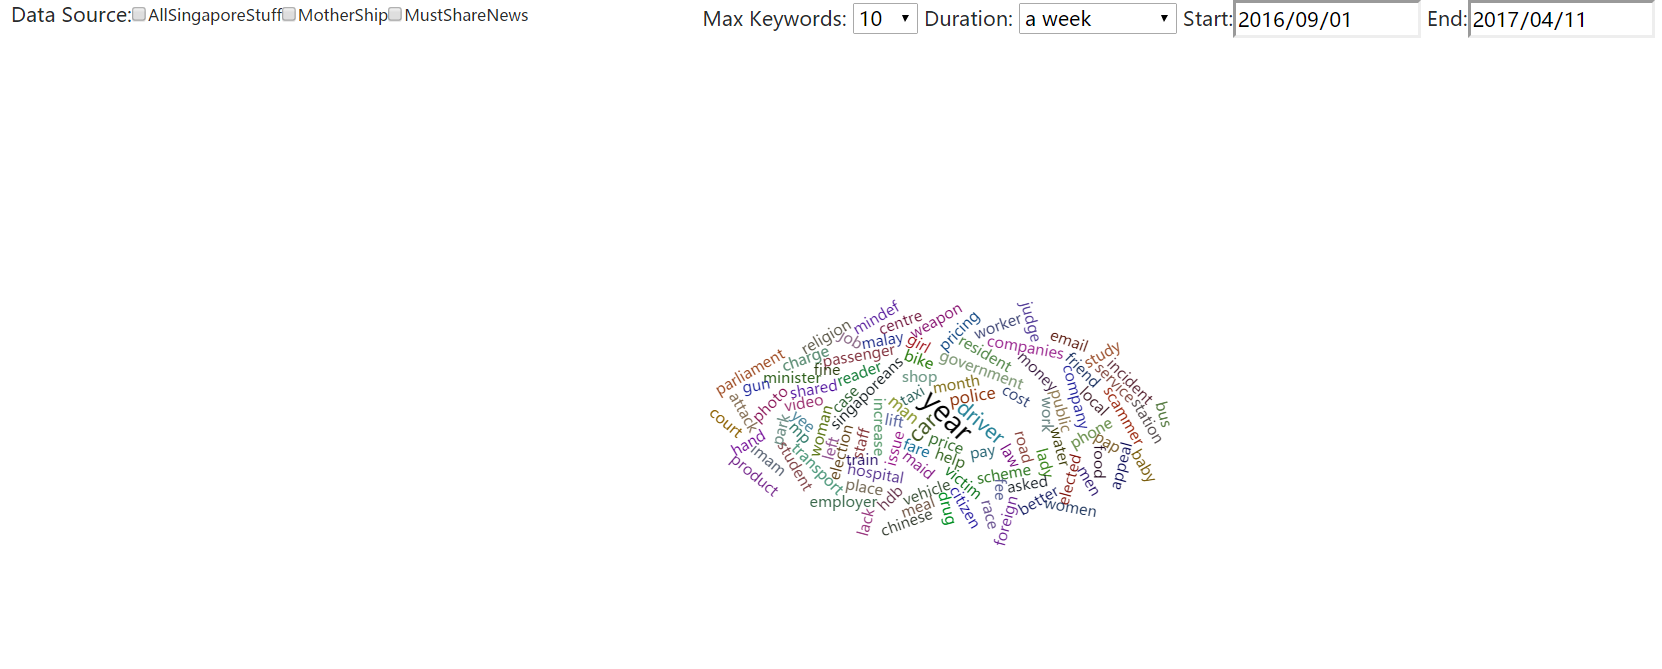 Data Source: AllSingaporeStuff MotherShip MustShareNews
Max Keywords: 10 Duration: a week Start: 2016/09/01 End: 2017/04/11
mindef
judge
weapon
centre
pricing
worker
religion
job
malay
girl
email
resident
companies
study
parliament
charge
passenger
bike
government
money
friend
incident
gun
minister
fine
reader
singaporeans
shop
month
company
services
station
attack
photo
shared
case
taxi
police
cost
local
scammer
bus
court
video
yee
woman
man
year
driver
work
public
increase
lift
car
hand
park
mp
left
election
staff
issue
fare
price
road
water
phone
pap
imam
student
transport
train
maid
help
pay
law
lady
food
appeal
baby
product
hospital
victim
scheme
elected
men
place
hdb
vehicle
citizen
fee
asked
employer
meal
drug
race
better
women
lack
chinese
foreign